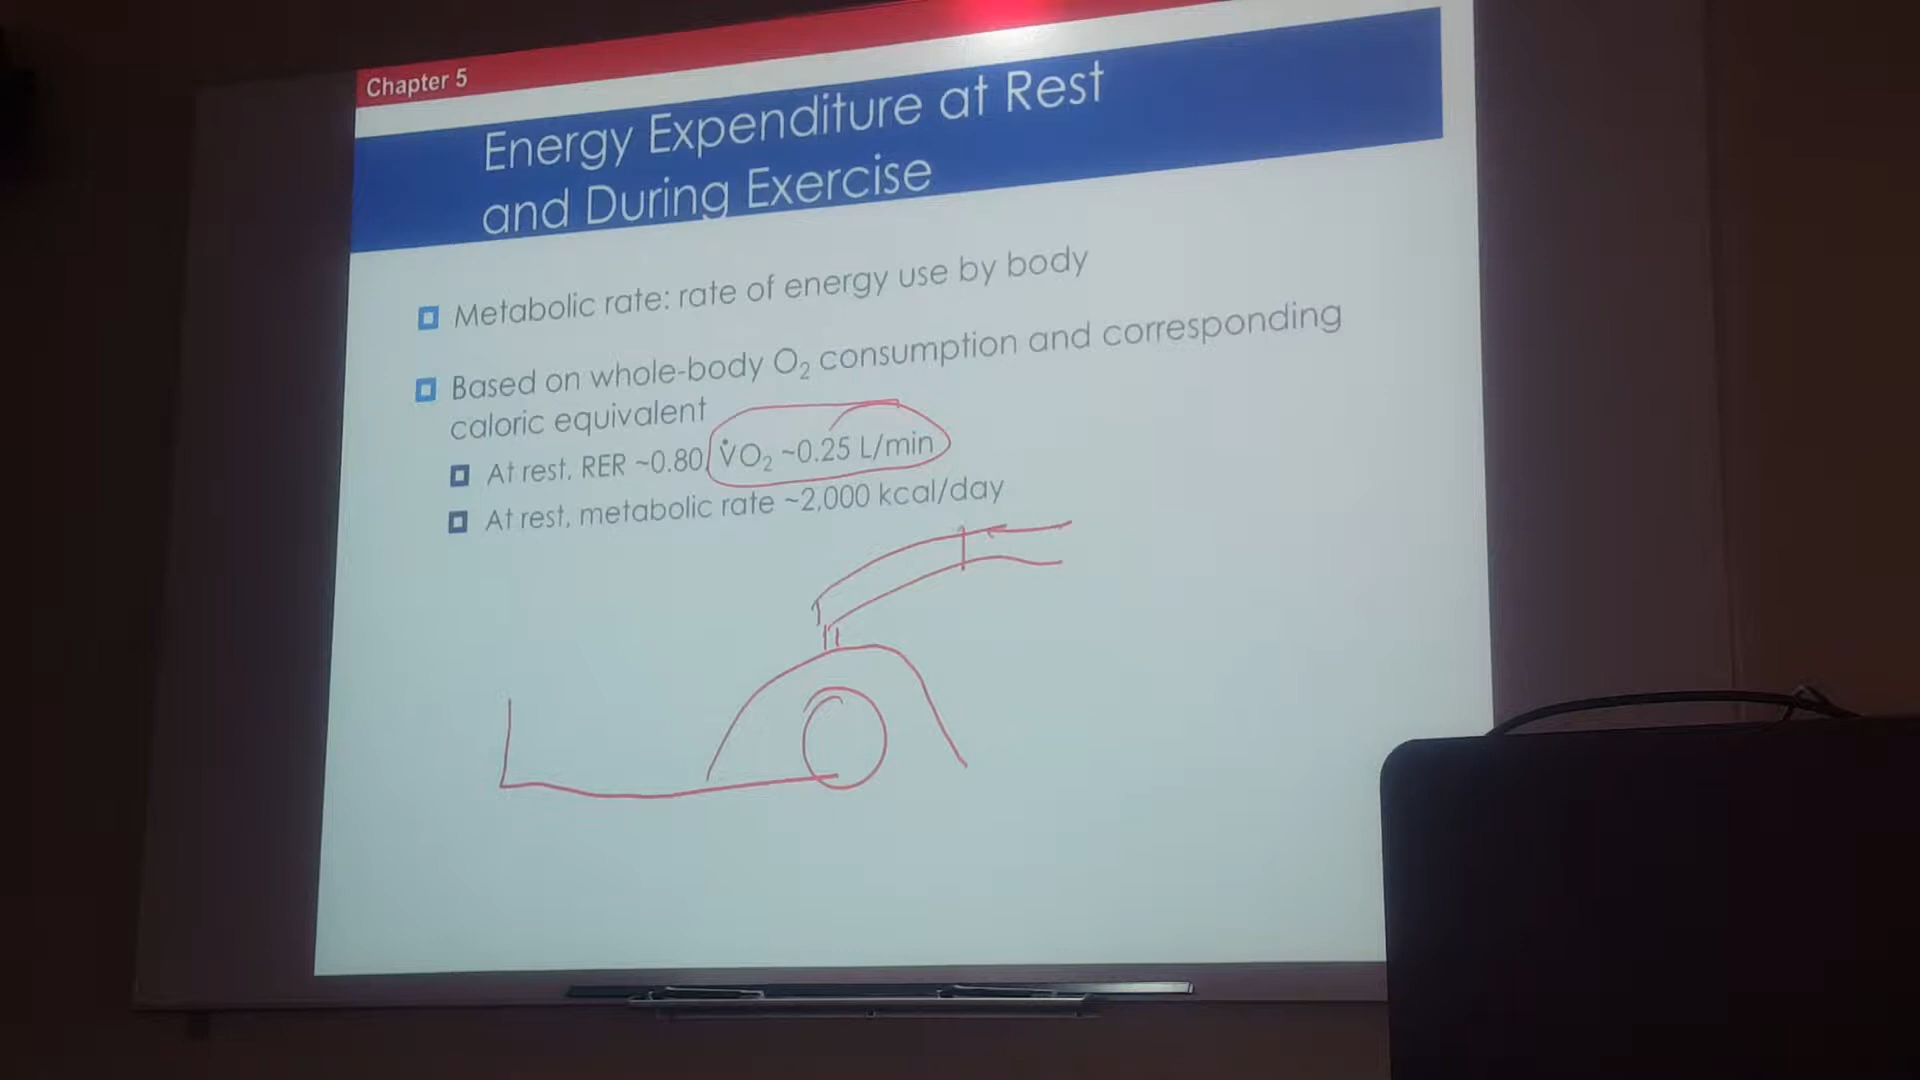 Chapter 5
Energy Expenditure at Rest
and During Exercise
Metabolic rate: rate of energy use by body
Based on whole-body O₂ consumption and corresponding
caloric equivalent
At rest, RER ~0.80, V̇O₂ ~0.25 L/min
At rest, metabolic rate ~2,000 kcal/day